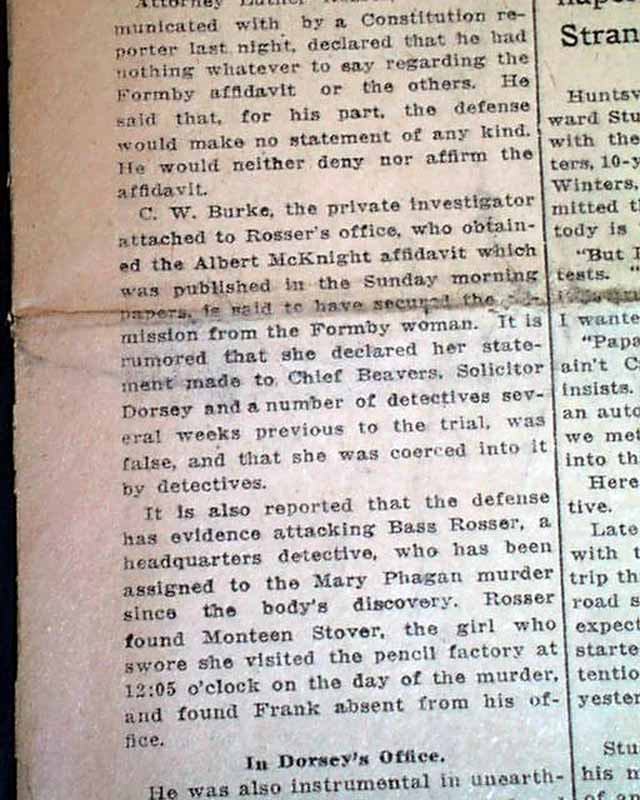 Attorney Luther
municated with by a Constitution re-
porter last night, declared that he had
nothing whatever to say regarding the
Formby affidavit or the others. He
said that, for his part, the defense
would make no statement of any kind.
He would neither deny nor affirm the
affidavit.
C. W. Burke, the private investigator
attached to Rosser's office, who obtain-
ed the Albert McKnight affidavit which
was published in the Sunday morning
papers, is said to have secured the ad-
mission from the Formby woman. It is
rumored that she declared her state-
ment made to Chief Beavers, Solicitor
Dorsey and a number of detectives sev-
eral weeks previous to the trial, was
false, and that she was coerced into it
by detectives.
It is also reported that the defense
has evidence attacking Bass Rosser, a
headquarters detective, who has been
assigned to the Mary Phagan murder
since the body's discovery. Rosser
found Monteen Stover, the girl who
swore she visited the pencil factory at
12:05 o'clock on the day of the murder,
and found Frank absent from his of-
fice.
In Dorsey's Office.
He was also instrumental in unearth-
Stran
Huntsv
ward Stu
with the
ters, 10-y
Winters,
mitted th
tody is
"But I
tests. "
I wante
"Papa
ain't C
insists.
an auto
we met
into th
Here
tive.
Late
with t
trip th
road s
expect
starte
tentio
yester
Stu
his m
of an